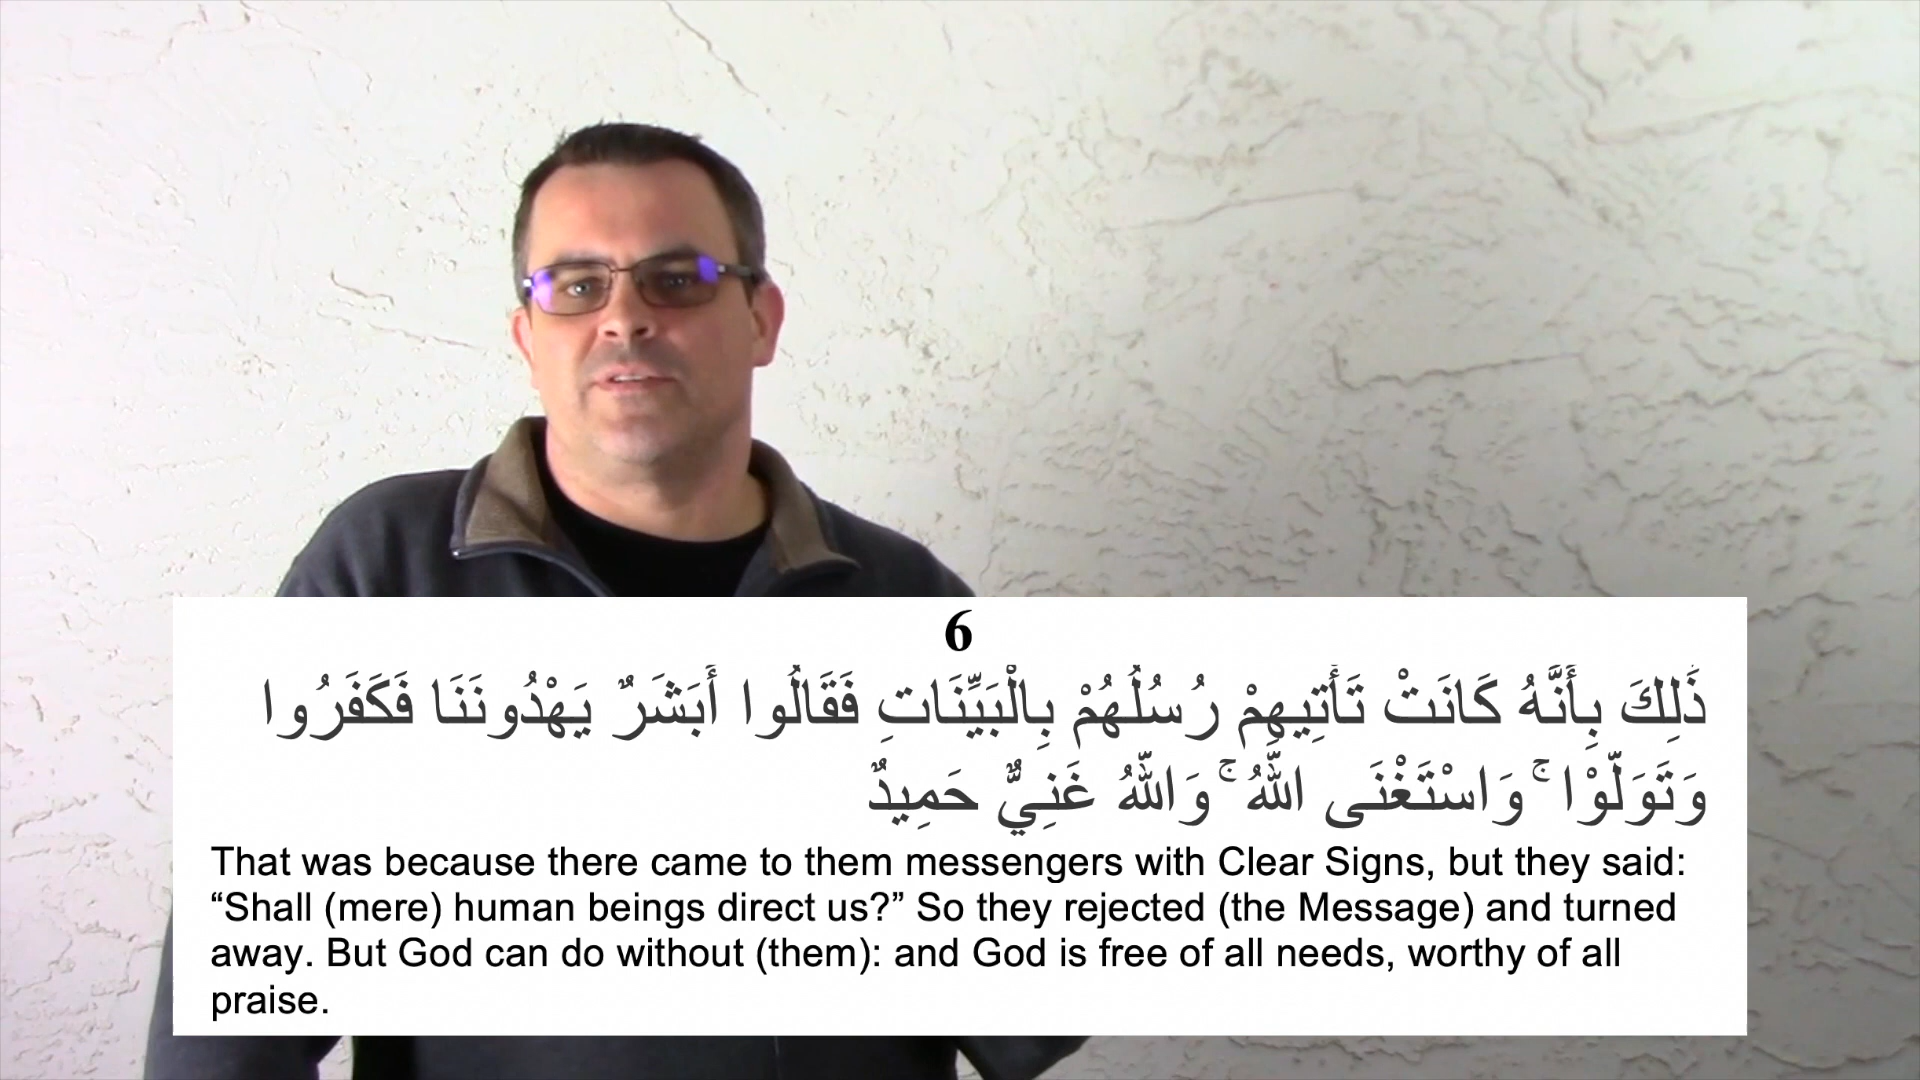 6
ذَٰلِكَ بِأَنَّهُ كَانَتْ تَأْتِيهِمْ رُسُلُهُمْ بِالْبَيِّنَاتِ فَقَالُوا أَبَشَرٌ يَهْدُونَنَا فَكَفَرُوا
وَتَوَلَّوْا ۚ وَاسْتَغْنَى اللَّهُ ۚ وَاللَّهُ غَنِيٌّ حَمِيدٌ
That was because there came to them messengers with Clear Signs, but they said:
“Shall (mere) human beings direct us?” So they rejected (the Message) and turned
away. But God can do without (them): and God is free of all needs, worthy of all
praise.